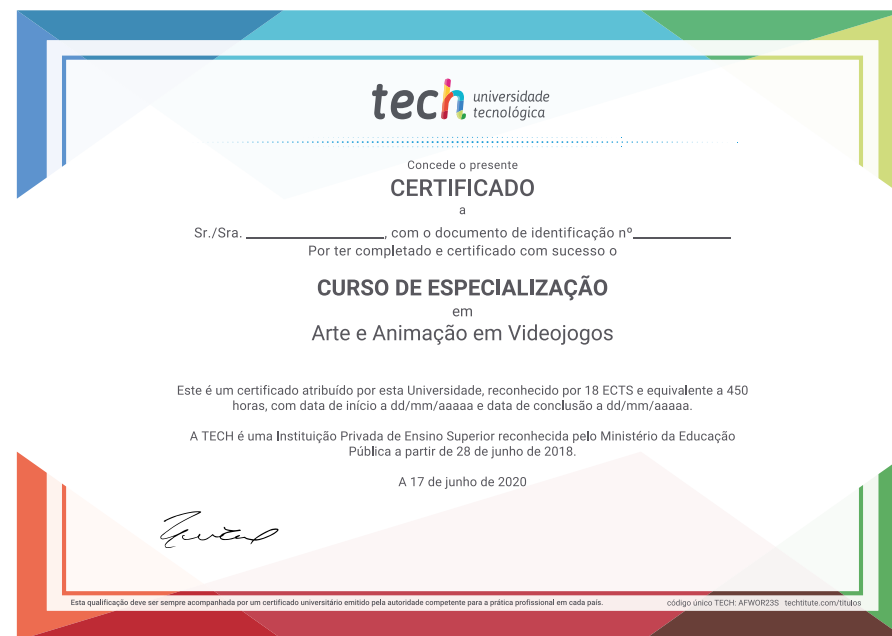 tech universidade
tecnológica
Concede o presente
CERTIFICADO
a
Sr./Sra. ____________________, com o documento de identificação nº______________
Por ter completado e certificado com sucesso o
CURSO DE ESPECIALIZAÇÃO
em
Arte e Animação em Videojogos
Este é um certificado atribuído por esta Universidade, reconhecido por 18 ECTS e equivalente a 450
horas, com data de início a dd/mm/aaaaa e data de conclusão a dd/mm/aaaaa.
A TECH é uma Instituição Privada de Ensino Superior reconhecida pelo Ministério da Educação
Pública a partir de 28 de junho de 2018.
A 17 de junho de 2020
Esta qualificação deve ser sempre acompanhada por um certificado universitário emitido pela autoridade competente para a prática profissional em cada país. código único TECH: AFWOR23S techtitute.com/titulos